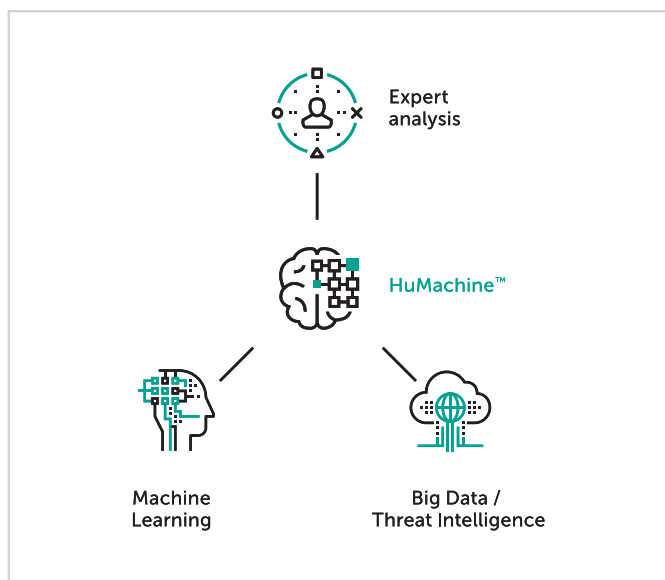 Expert
analysis
HuMachine™
Machine
Learning
Big Data /
Threat Intelligence